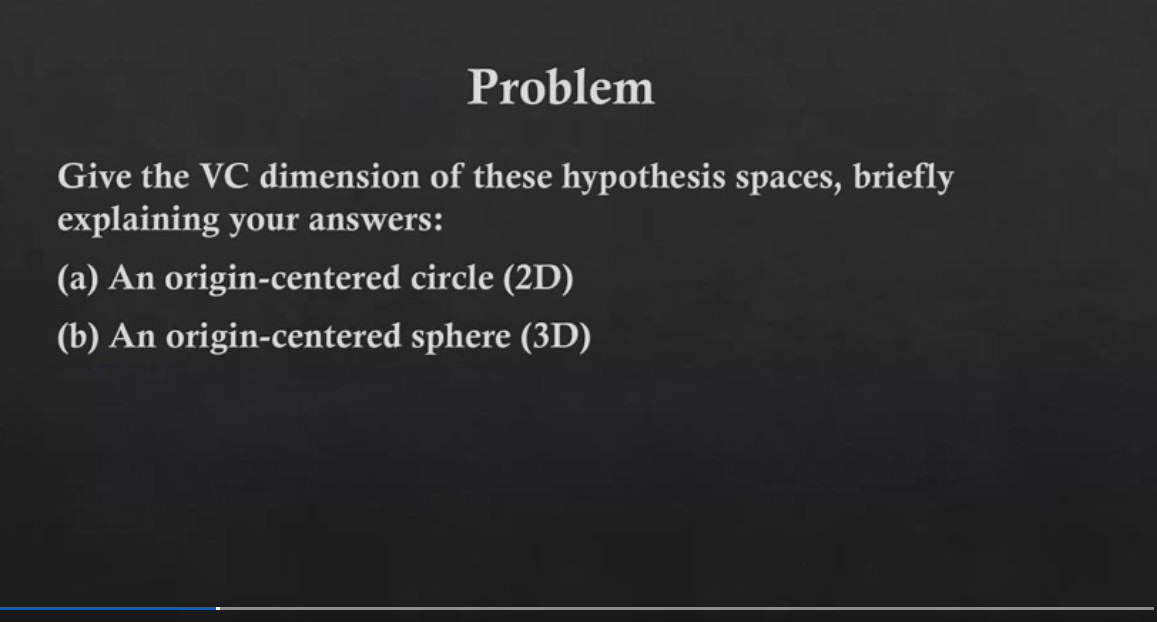 Problem
Give the VC dimension of these hypothesis spaces, briefly
explaining your answers:
(a) An origin-centered circle (2D)
(b) An origin-centered sphere (3D)